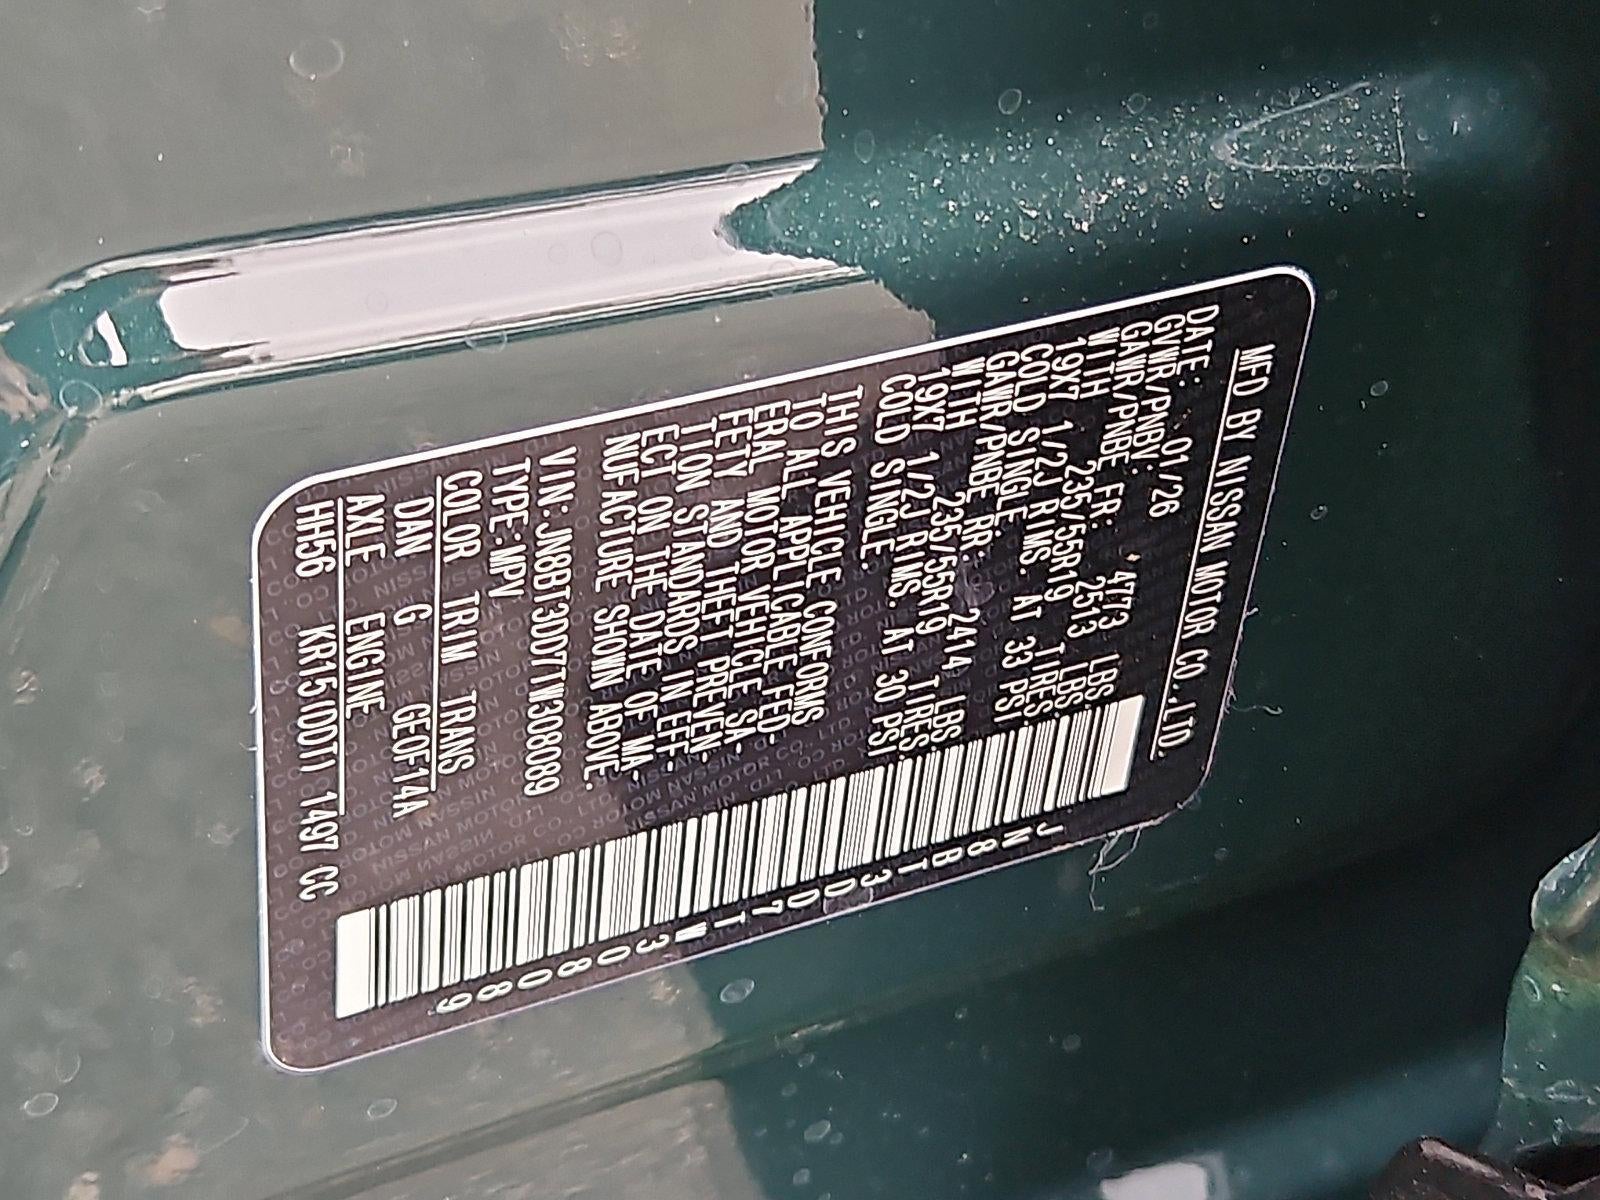 MFD BY NISSAN MOTOR CO.,LTD.
DATE: 01/26
GVWR/PNBV: 4773 LBS
GAWR/PNBE FR: 2513 LBS
WITH 235/55R19 TIRES
19X7 1/2J RIMS. AT 33 PSI
COLD SINGLE.
GAWR/PNBE RR: 2414 LBS
WITH 235/55R19 TIRES
19X7 1/2J RIMS. AT 30 PSI
COLD SINGLE.
THIS VEHICLE CONFORMS
TO ALL APPLICABLE FED-
ERAL MOTOR VEHICLE SA-
FETY AND THEFT PREVEN-
TION STANDARDS IN EFF-
ECT ON THE DATE OF MA-
NUFACTURE SHOWN ABOVE.
VIN: JN8BT3DD7TW308089
TYPE: MPV
COLOR TRIM TRANS
DAN G GE0F14A
AXLE ENGINE
HH56 KR15(DDT) 1497 CC
JN8BT3DD7TW308089